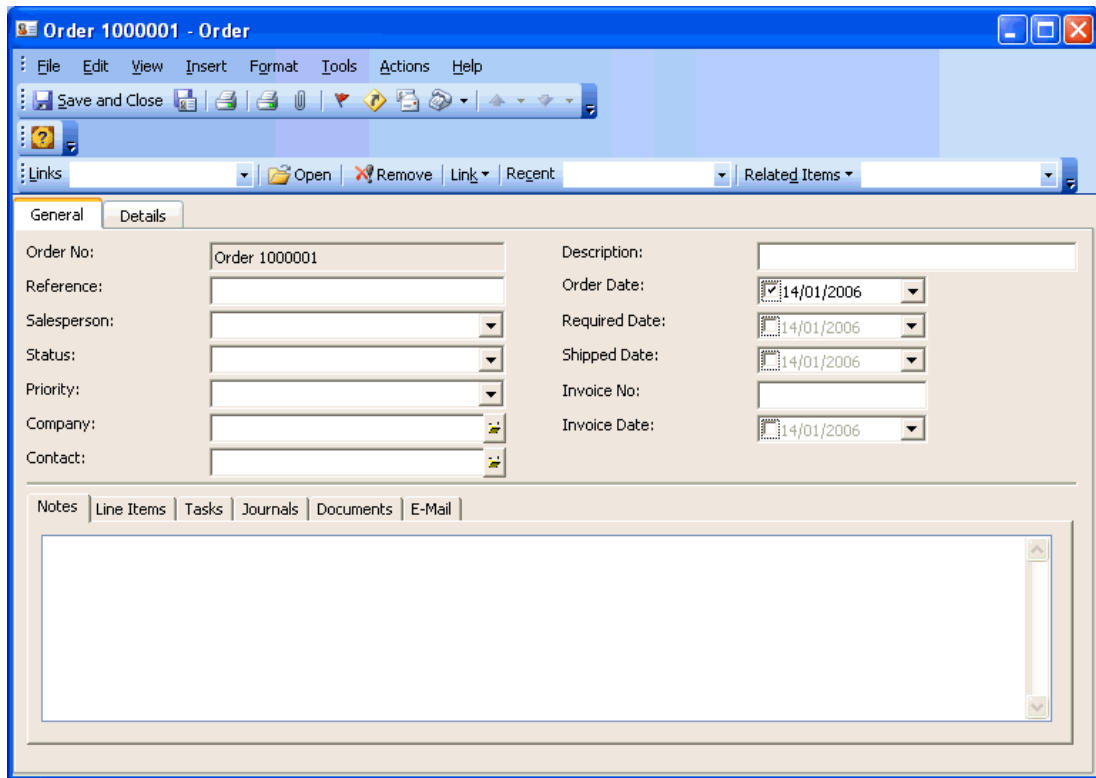 Order 1000001 - Order
File Edit View Insert Format Tools Actions Help
Save and Close
Links Open Remove Link Recent Related Items
General Details
Order No: Order 1000001 Description:
Reference: Order Date: 14/01/2006
Salesperson: Required Date: 14/01/2006
Status: Shipped Date: 14/01/2006
Priority: Invoice No:
Company: Invoice Date: 14/01/2006
Contact:
Notes Line Items Tasks Journals Documents E-Mail